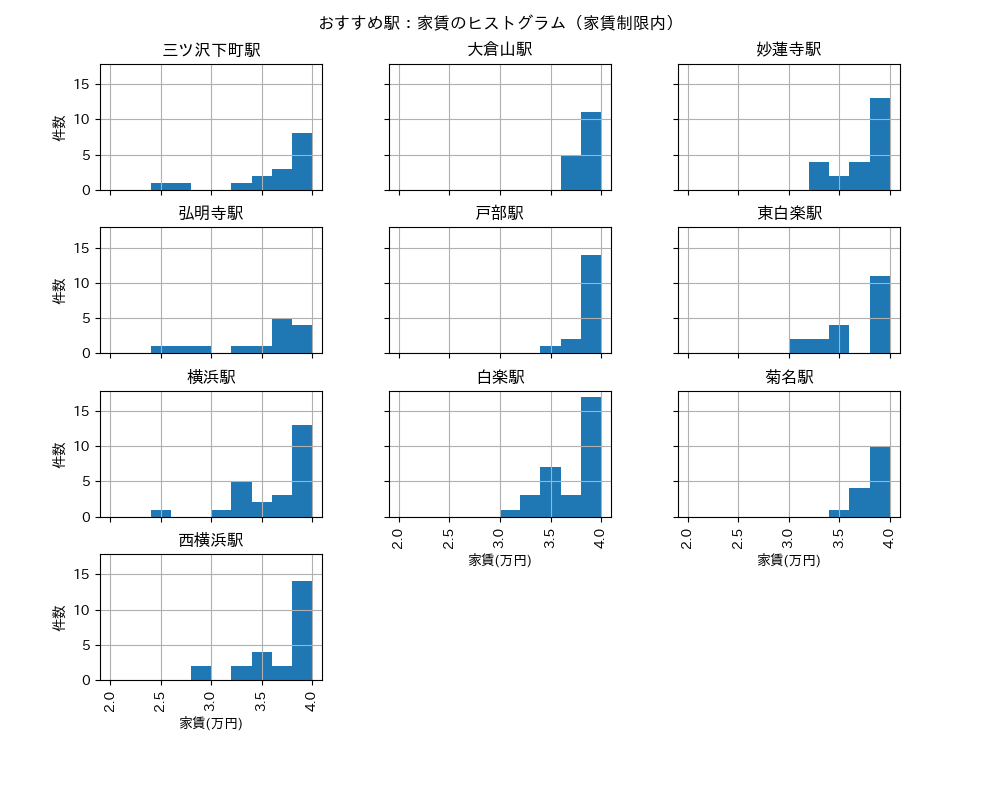 おすすめ駅：家賃のヒストグラム（家賃制限内）
三ツ沢下町駅
大倉山駅
妙蓮寺駅
件数
15
10
5
0
弘明寺駅
戸部駅
東白楽駅
件数
15
10
5
0
横浜駅
白楽駅
菊名駅
件数
15
10
5
0
2.0 2.5 3.0 3.5 4.0
家賃(万円)
2.0 2.5 3.0 3.5 4.0
家賃(万円)
西横浜駅
件数
15
10
5
0
2.0 2.5 3.0 3.5 4.0
家賃(万円)